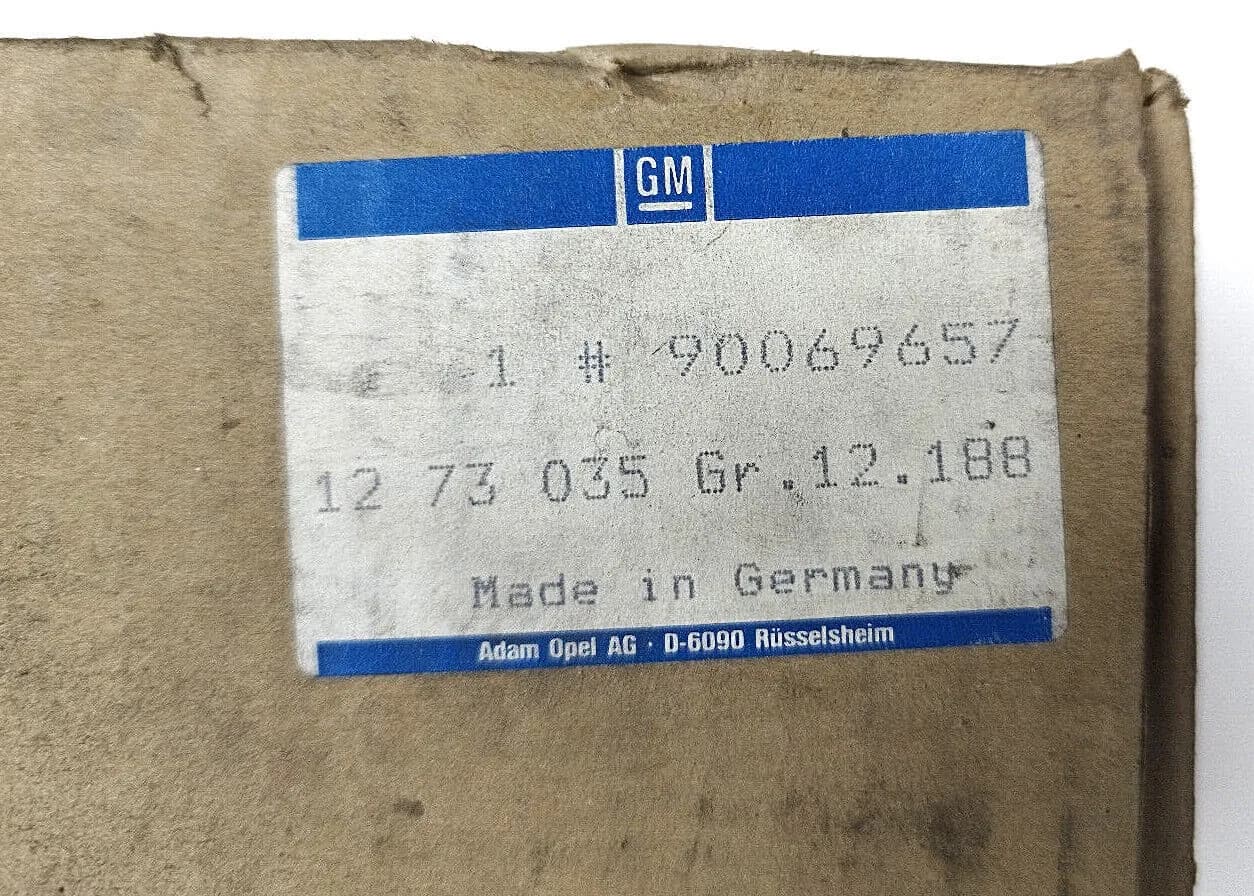 GM
1 # 90069657
12 73 035 Gr.12.188
Made in Germany
Adam Opel AG · D-6090 Rüsselsheim